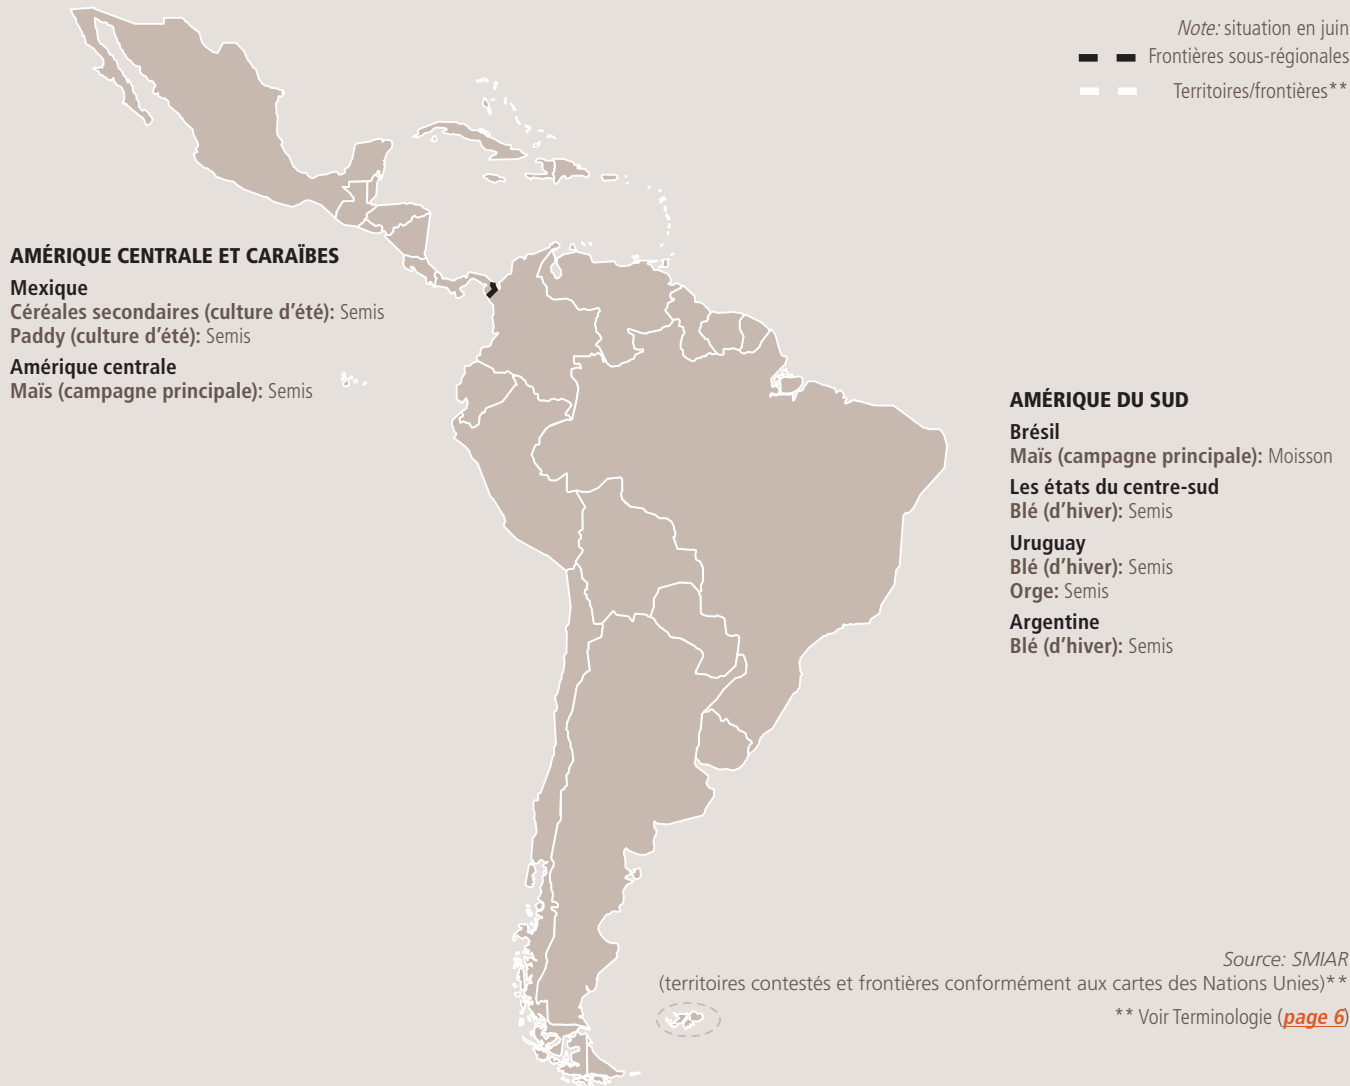 Note: situation en juin
Frontières sous-régionales
Territoires/frontières**
AMÉRIQUE CENTRALE ET CARAÏBES
Mexique
Céréales secondaires (culture d’été): Semis
Paddy (culture d’été): Semis
Amérique centrale
Maïs (campagne principale): Semis
AMÉRIQUE DU SUD
Brésil
Maïs (campagne principale): Moisson
Les états du centre-sud
Blé (d’hiver): Semis
Uruguay
Blé (d’hiver): Semis
Orge: Semis
Argentine
Blé (d’hiver): Semis
Source: SMIAR
(territoires contestés et frontières conformément aux cartes des Nations Unies)**
** Voir Terminologie (page 6)